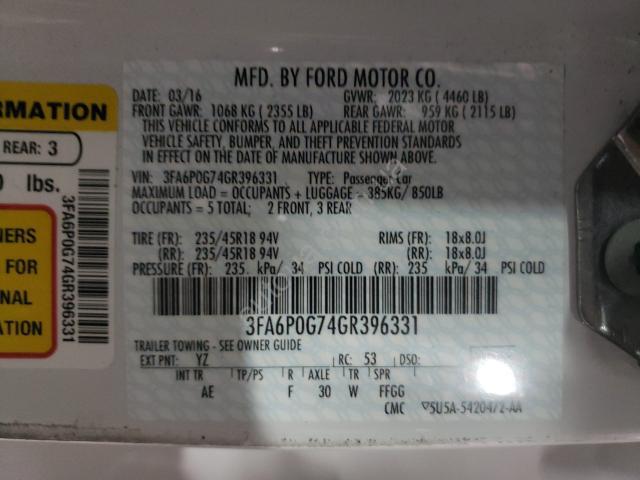 MFD. BY FORD MOTOR CO.
DATE: 03/16 GVWR: 2023 KG ( 4460 LB)
FRONT GAWR: 1068 KG ( 2355 LB) REAR GAWR: 959 KG ( 2115 LB)
THIS VEHICLE CONFORMS TO ALL APPLICABLE FEDERAL MOTOR
VEHICLE SAFETY, BUMPER, AND THEFT PREVENTION STANDARDS
IN EFFECT ON THE DATE OF MANUFACTURE SHOWN ABOVE.
VIN: 3FA6P0G74GR396331 TYPE: Passenger Car
MAXIMUM LOAD = OCCUPANTS + LUGGAGE = 385KG/ 850LB
OCCUPANTS = 5 TOTAL; 2 FRONT, 3 REAR
TIRE (FR): 235/45R18 94V RIMS (FR): 18x8.0J
(RR): 235/45R18 94V (RR): 18x8.0J
PRESSURE (FR): 235 kPa/ 34 PSI COLD (RR): 235 kPa/ 34 PSI COLD
3FA6P0G74GR396331
TRAILER TOWING - SEE OWNER GUIDE
EXT PNT: YZ RC: 53 DSO:
INT TR TP/PS R AXLE TR SPR
AE F 30 W FFGG
CMC ▽5U5A-5420472-AA
ORMATION
REAR: 3
0 lbs.
NERS
FOR
NAL
ATION
3FA6P0G74GR396331